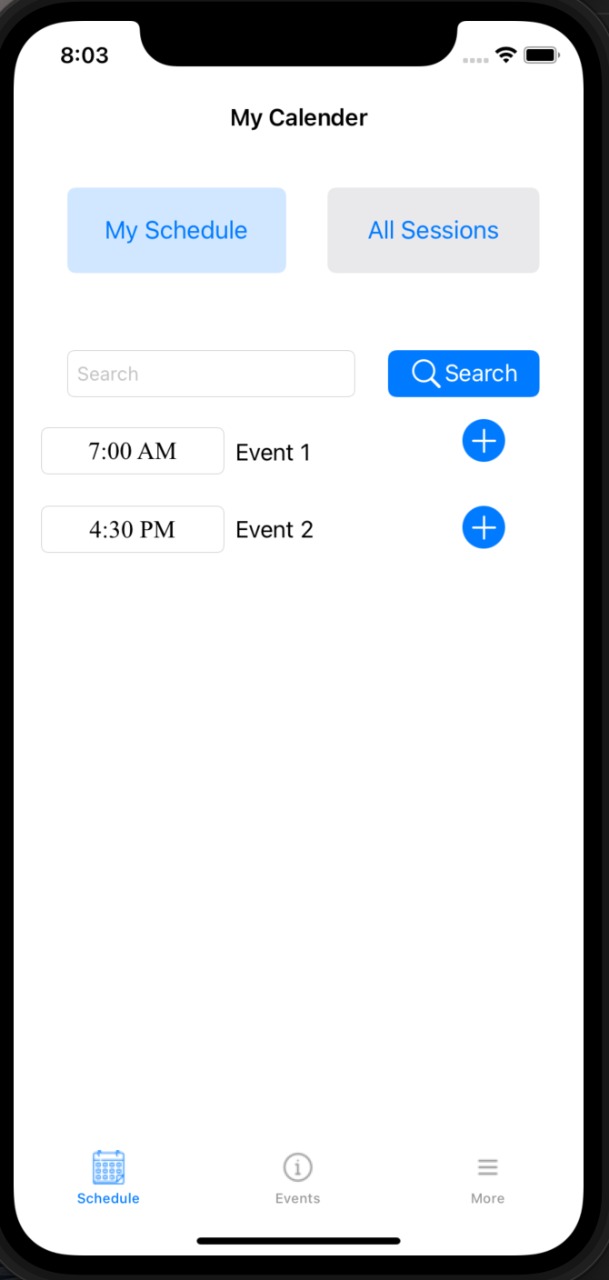 8:03
My Calender
My Schedule All Sessions
Search Search
7:00 AM Event 1
4:30 PM Event 2
Schedule Events More